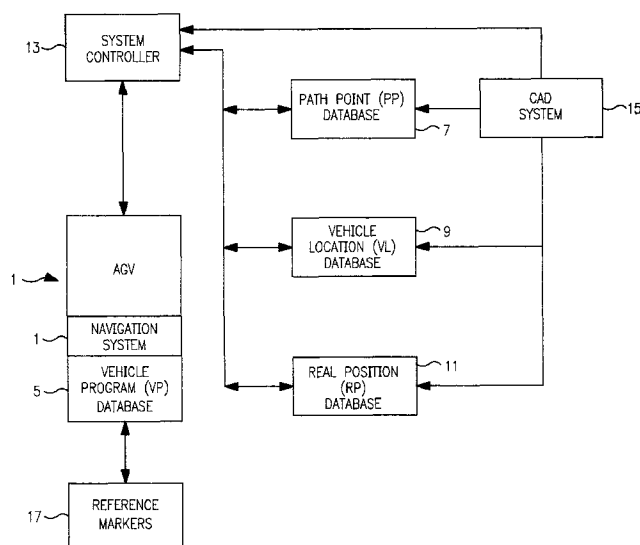 13
SYSTEM
CONTROLLER
PATH POINT (PP)
DATABASE
7
CAD
SYSTEM
15
VEHICLE
LOCATION (VL)
DATABASE
9
1
AGV
1
NAVIGATION
SYSTEM
5
VEHICLE
PROGRAM (VP)
DATABASE
REAL POSITION
(RP)
DATABASE
11
17
REFERENCE
MARKERS